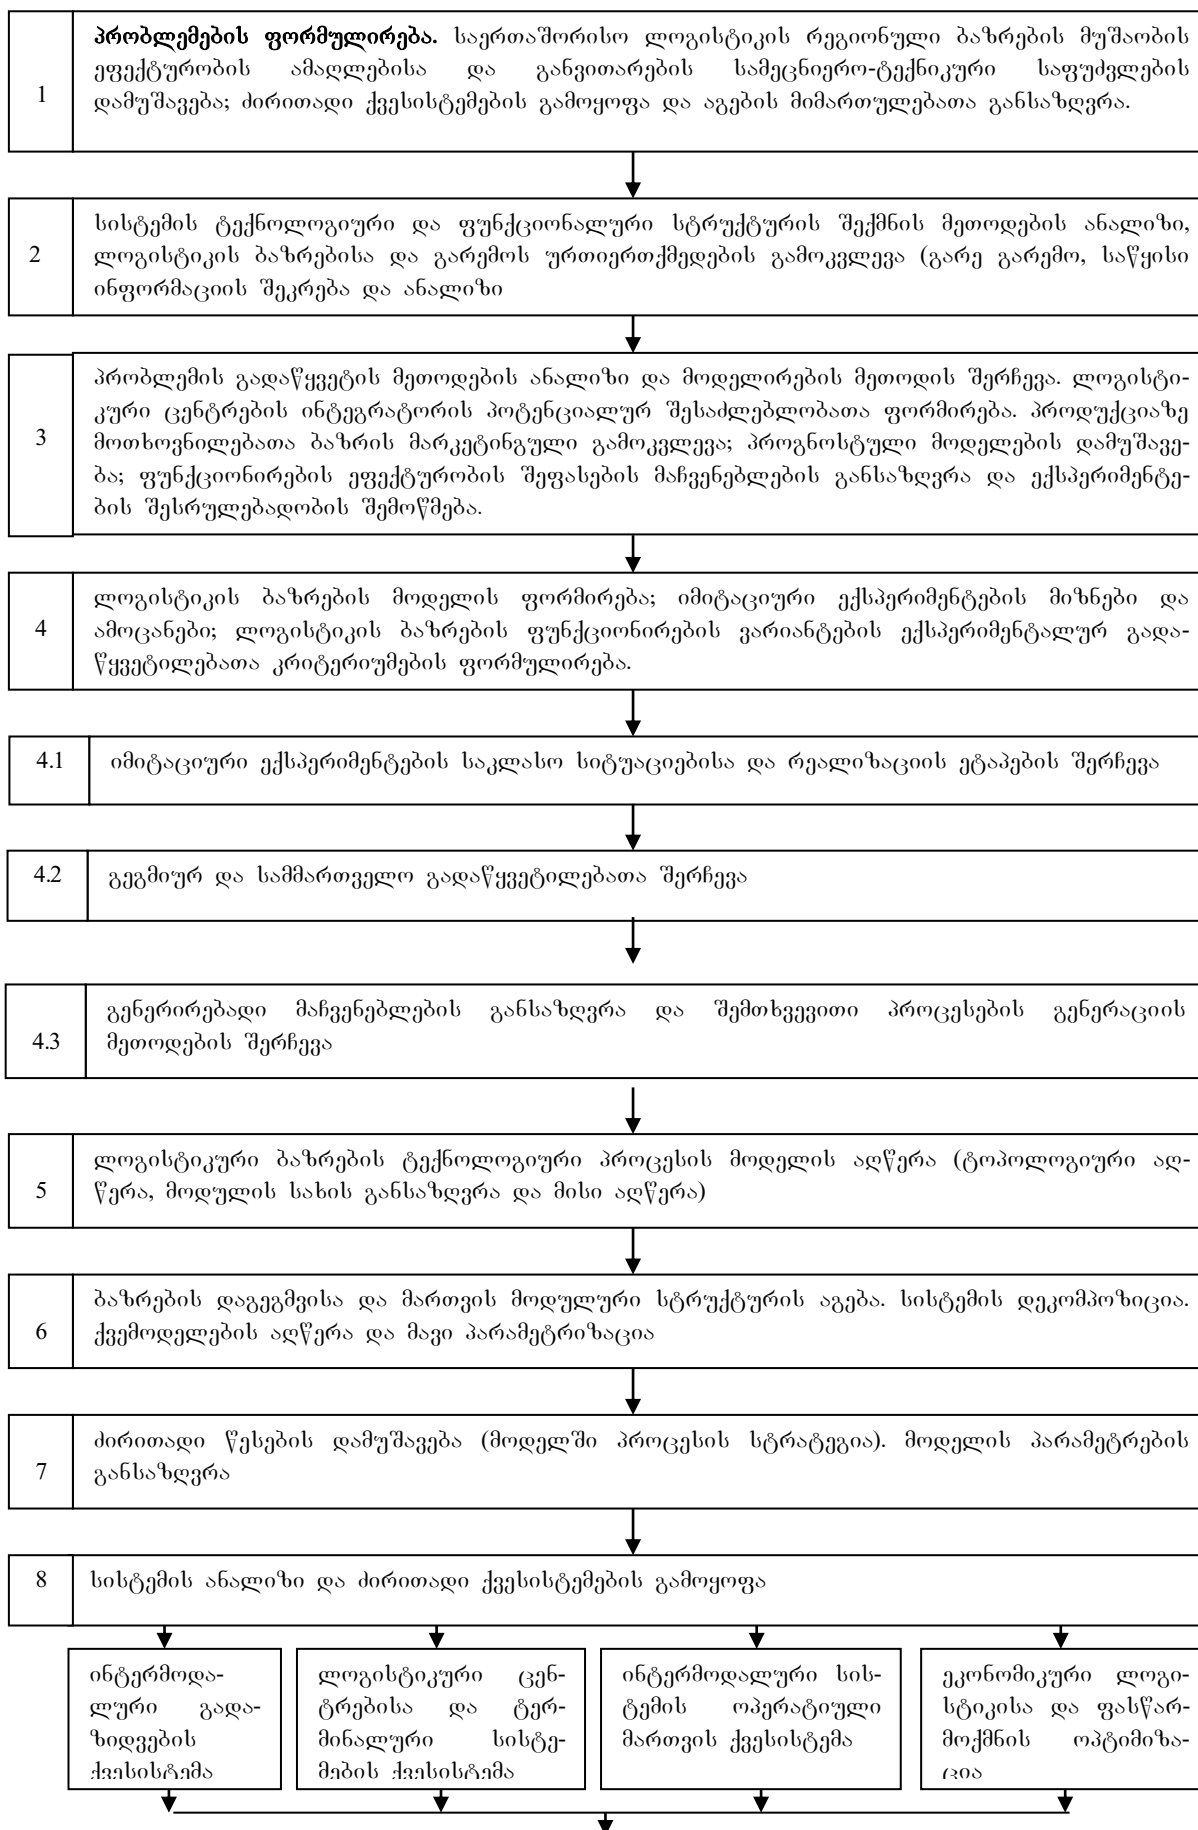 1
პრობლემების ფორმულირება. საერთაშორისო ლოგისტიკის რეგიონული ბაზრების მუშაობის
ეფექტურობის ამაღლებისა და განვითარების სამეცნიერო-ტექნიკური საფუძვლების
დამუშავება; ძირითადი ქვესისტემების გამოყოფა და აგების მიმართულებათა განსაზღვრა.
2
სისტემის ტექნოლოგიური და ფუნქციონალური სტრუქტურის შექმნის მეთოდების ანალიზი,
ლოგისტიკის ბაზრებისა და გარემოს ურთიერთქმედების გამოკვლევა (გარე გარემო, საწყისი
ინფორმაციის შეკრება და ანალიზი
3
პრობლემის გადაწყვეტის მეთოდების ანალიზი და მოდელირების მეთოდის შერჩევა. ლოგისტი-
კური ცენტრების ინტეგრატორის პოტენციალურ შესაძლებლობათა ფორმირება. პროდუქციაზე
მოთხოვნილებათა ბაზრის მარკეტინგული გამოკვლევა; პროგნოსტული მოდელების დამუშავე-
ბა; ფუნქციონირების ეფექტურობის შეფასების მაჩვენებლების განსაზღვრა და ექსპერიმენტე-
ბის შესრულებადობის შემოწმება.
4
ლოგისტიკის ბაზრების მოდელის ფორმირება; იმიტაციური ექსპერიმენტების მიზნები და
ამოცანები; ლოგისტიკის ბაზრების ფუნქციონირების ვარიანტების ექსპერიმენტალურ გადა-
წყვეტილებათა კრიტერიუმების ფორმულირება.
4.1
იმიტაციური ექსპერიმენტების საკლასო სიტუაციებისა და რეალიზაციის ეტაპების შერჩევა
4.2
გეგმიურ და სამმართველო გადაწყვეტილებათა შერჩევა
4.3
გენერირებადი მაჩვენებლების განსაზღვრა და შემთხვევითი პროცესების გენერაციის
მეთოდების შერჩევა
5
ლოგისტიკური ბაზრების ტექნოლოგიური პროცესის მოდელის აღწერა (ტოპოლოგიური აღ-
წერა, მოდულის სახის განსაზღვრა და მისი აღწერა)
6
ბაზრების დაგეგმვისა და მართვის მოდულური სტრუქტურის აგება. სისტემის დეკომპოზიცია.
ქვემოდელების აღწერა და მავი პარამეტრიზაცია
7
ძირითადი წესების დამუშავება (მოდელში პროცესის სტრატეგია). მოდელის პარამეტრების
განსაზღვრა
8
სისტემის ანალიზი და ძირითადი ქვესისტემების გამოყოფა
ინტერმოდა-
ლური გადა-
ზიდვების
ქვესისტემა
ლოგისტიკური ცენ-
ტრებისა და ტერ-
მინალური სისტე-
მების ქვესისტემა
ინტერმოდალური სის-
ტემის ოპერატიული
მართვის ქვესისტემა
ეკონომიკური ლოგი-
სტიკისა და ფასწარ-
მოქმნის ოპტიმიზა-
ცია